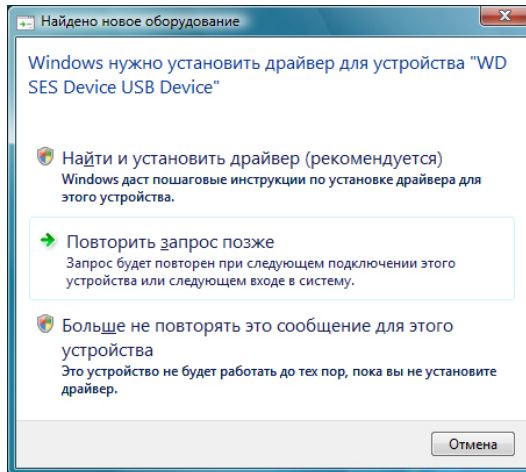 Найдено новое оборудование
Windows нужно установить драйвер для устройства "WD
SES Device USB Device"
Найти и установить драйвер (рекомендуется)
Windows даст пошаговые инструкции по установке драйвера для
этого устройства.
Повторить запрос позже
Запрос будет повторен при следующем подключении этого
устройства или следующем входе в систему.
Больше не повторять это сообщение для этого
устройства
Это устройство не будет работать до тех пор, пока вы не установите
драйвер.
Отмена